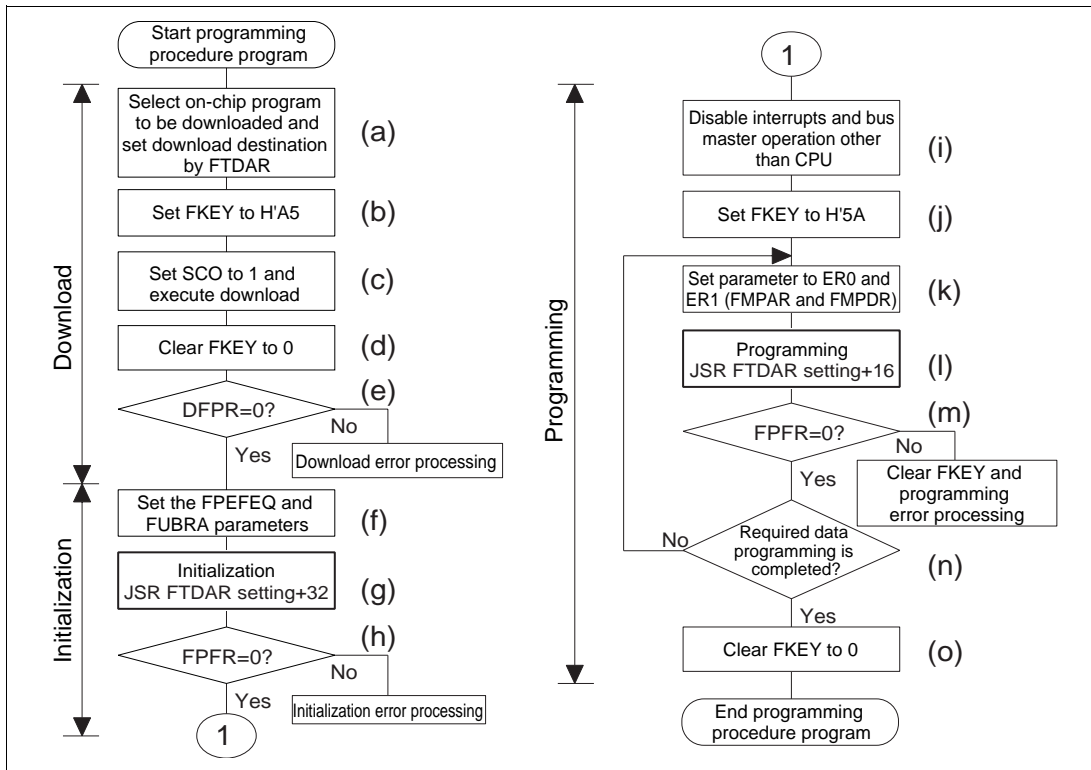 Start programming
procedure program
Select on-chip program
to be downloaded and
set download destination
by FTDAR
(a)
Set FKEY to H'A5
(b)
Set SCO to 1 and
execute download
(c)
Clear FKEY to 0
(d)
(e)
DFPR=0?
No
Yes
Download error processing
Download
Set the FPEFEQ and
FUBRA parameters
(f)
Initialization
JSR FTDAR setting+32
(g)
(h)
FPFR=0?
No
Yes
Initialization error processing
Initialization
1
1
Disable interrupts and bus
master operation other
than CPU
(i)
Set FKEY to H'5A
(j)
Set parameter to ER0 and
ER1 (FMPAR and FMPDR)
(k)
Programming
JSR FTDAR setting+16
(l)
(m)
FPFR=0?
No
Yes
Clear FKEY and
programming
error processing
Programming
No
Required data
programming is
completed?
(n)
Yes
Clear FKEY to 0
(o)
End programming
procedure program